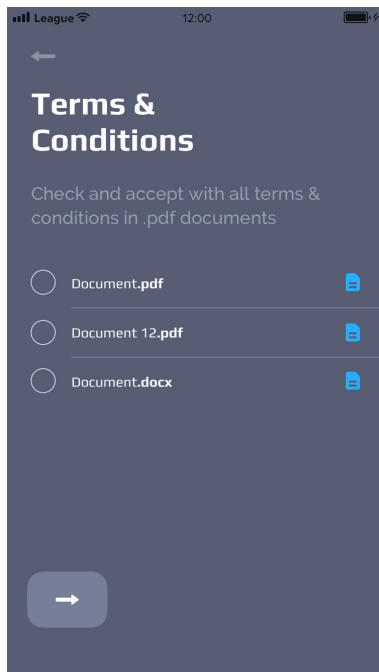 League
12:00
Terms &
Conditions
Check and accept with all terms &
conditions in .pdf documents
Document.pdf
Document 12.pdf
Document.docx